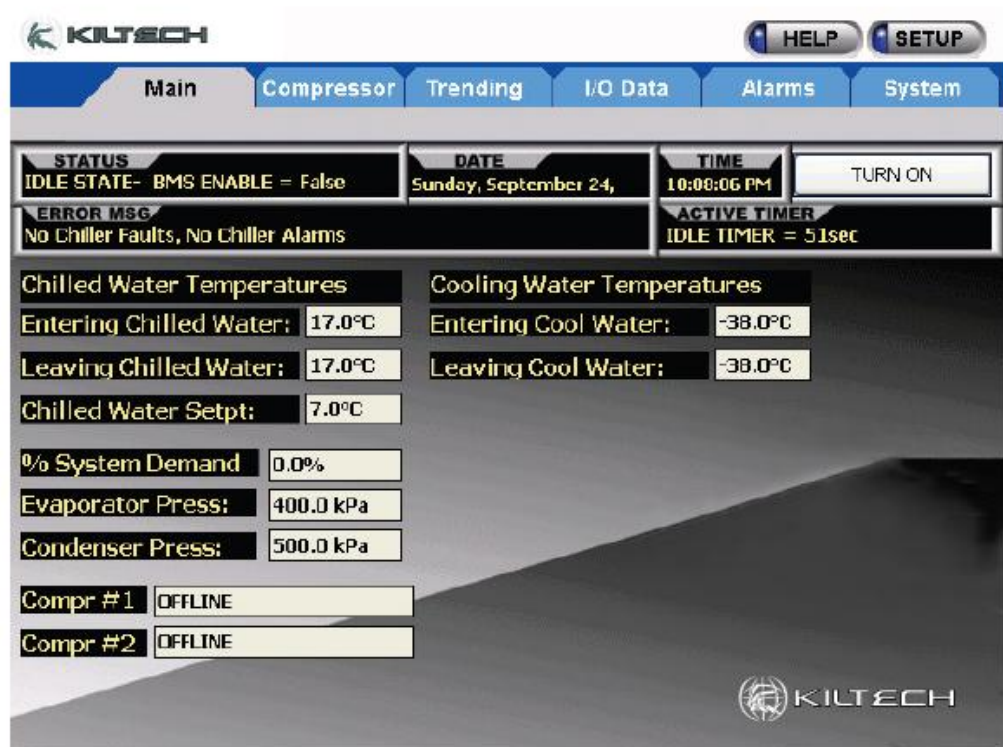 KILTECH
HELP SETUP
Main Compressor Trending I/O Data Alarms System
STATUS DATE TIME
IDLE STATE- BMS ENABLE = False Sunday, September 24, 10:08:06 PM TURN ON
ERROR MSG ACTIVE TIMER
No Chiller Faults, No Chiller Alarms IDLE TIMER = 51sec
Chilled Water Temperatures Cooling Water Temperatures
Entering Chilled Water: 17.0°C Entering Cool Water: -38.0°C
Leaving Chilled Water: 17.0°C Leaving Cool Water: -38.0°C
Chilled Water Setpt: 7.0°C
% System Demand 0.0%
Evaporator Press: 400.0 kPa
Condenser Press: 500.0 kPa
Compr #1 OFFLINE
Compr #2 OFFLINE
KILTECH